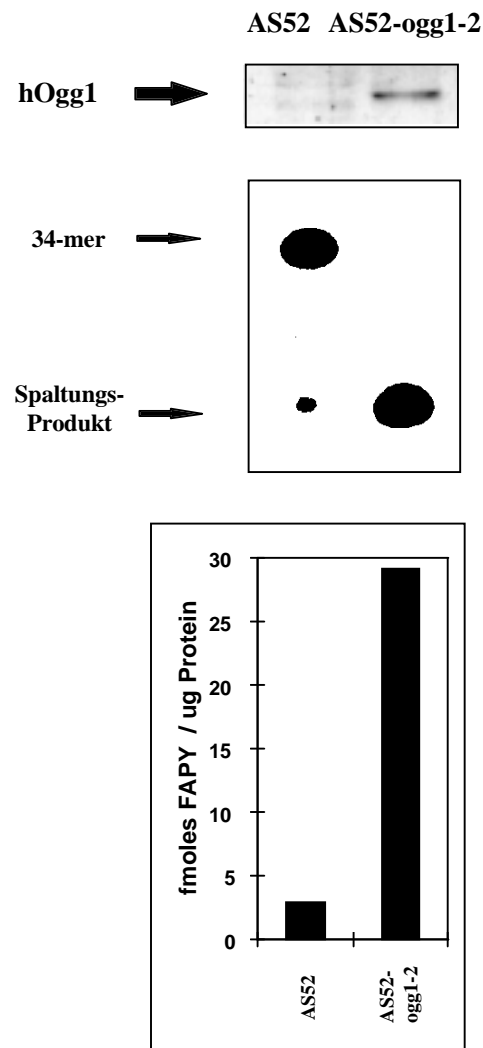 AS52 AS52-ogg1-2
hOgg1
34-mer
Spaltungs-
Produkt
fmoles FAPY / ug Protein
30
25
20
15
10
5
0
AS52
AS52-
ogg1-2